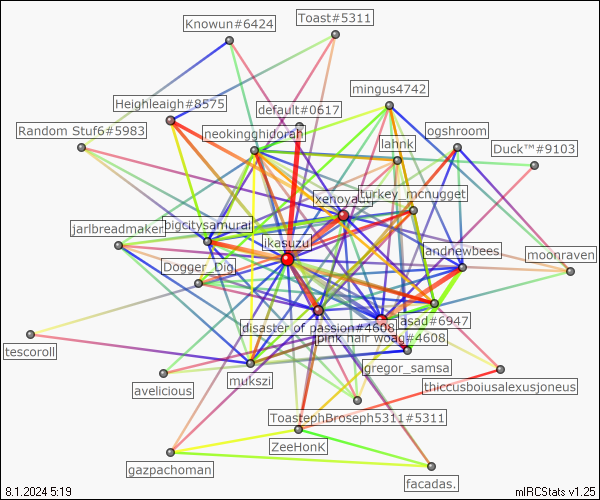 Knowun#6424
Toast#5311
mingus4742
Heighleaigh#8575
default#0617
Random Stuf6#5983
neokingghidorah
lahnk
ogshroom
Duck™#9103
xenoyault
turkey_mcnugget
jarlbreadmaker
bigcitysamurai
ikasuzu
landnewbees
moonraven
Dogger_Dig
disaster of passion#4608
asad#6947
pink hair woag#4608
tescoroll
gregor_samsa
avelicious
mukszi
thiccusboiusalexusjoneus
ToastephBroseph5311#5311
ZeeHonK
gazpachoman
facadas.
8.1.2024 5:19
mIRCStats v1.25